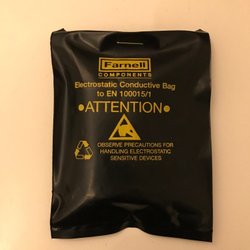 Farnell
COMPONENTS
Electrostatic Conductive Bag
to EN 100015/1
•ATTENTION•
OBSERVE PRECAUTIONS FOR
HANDLING ELECTROSTATIC
SENSITIVE DEVICES